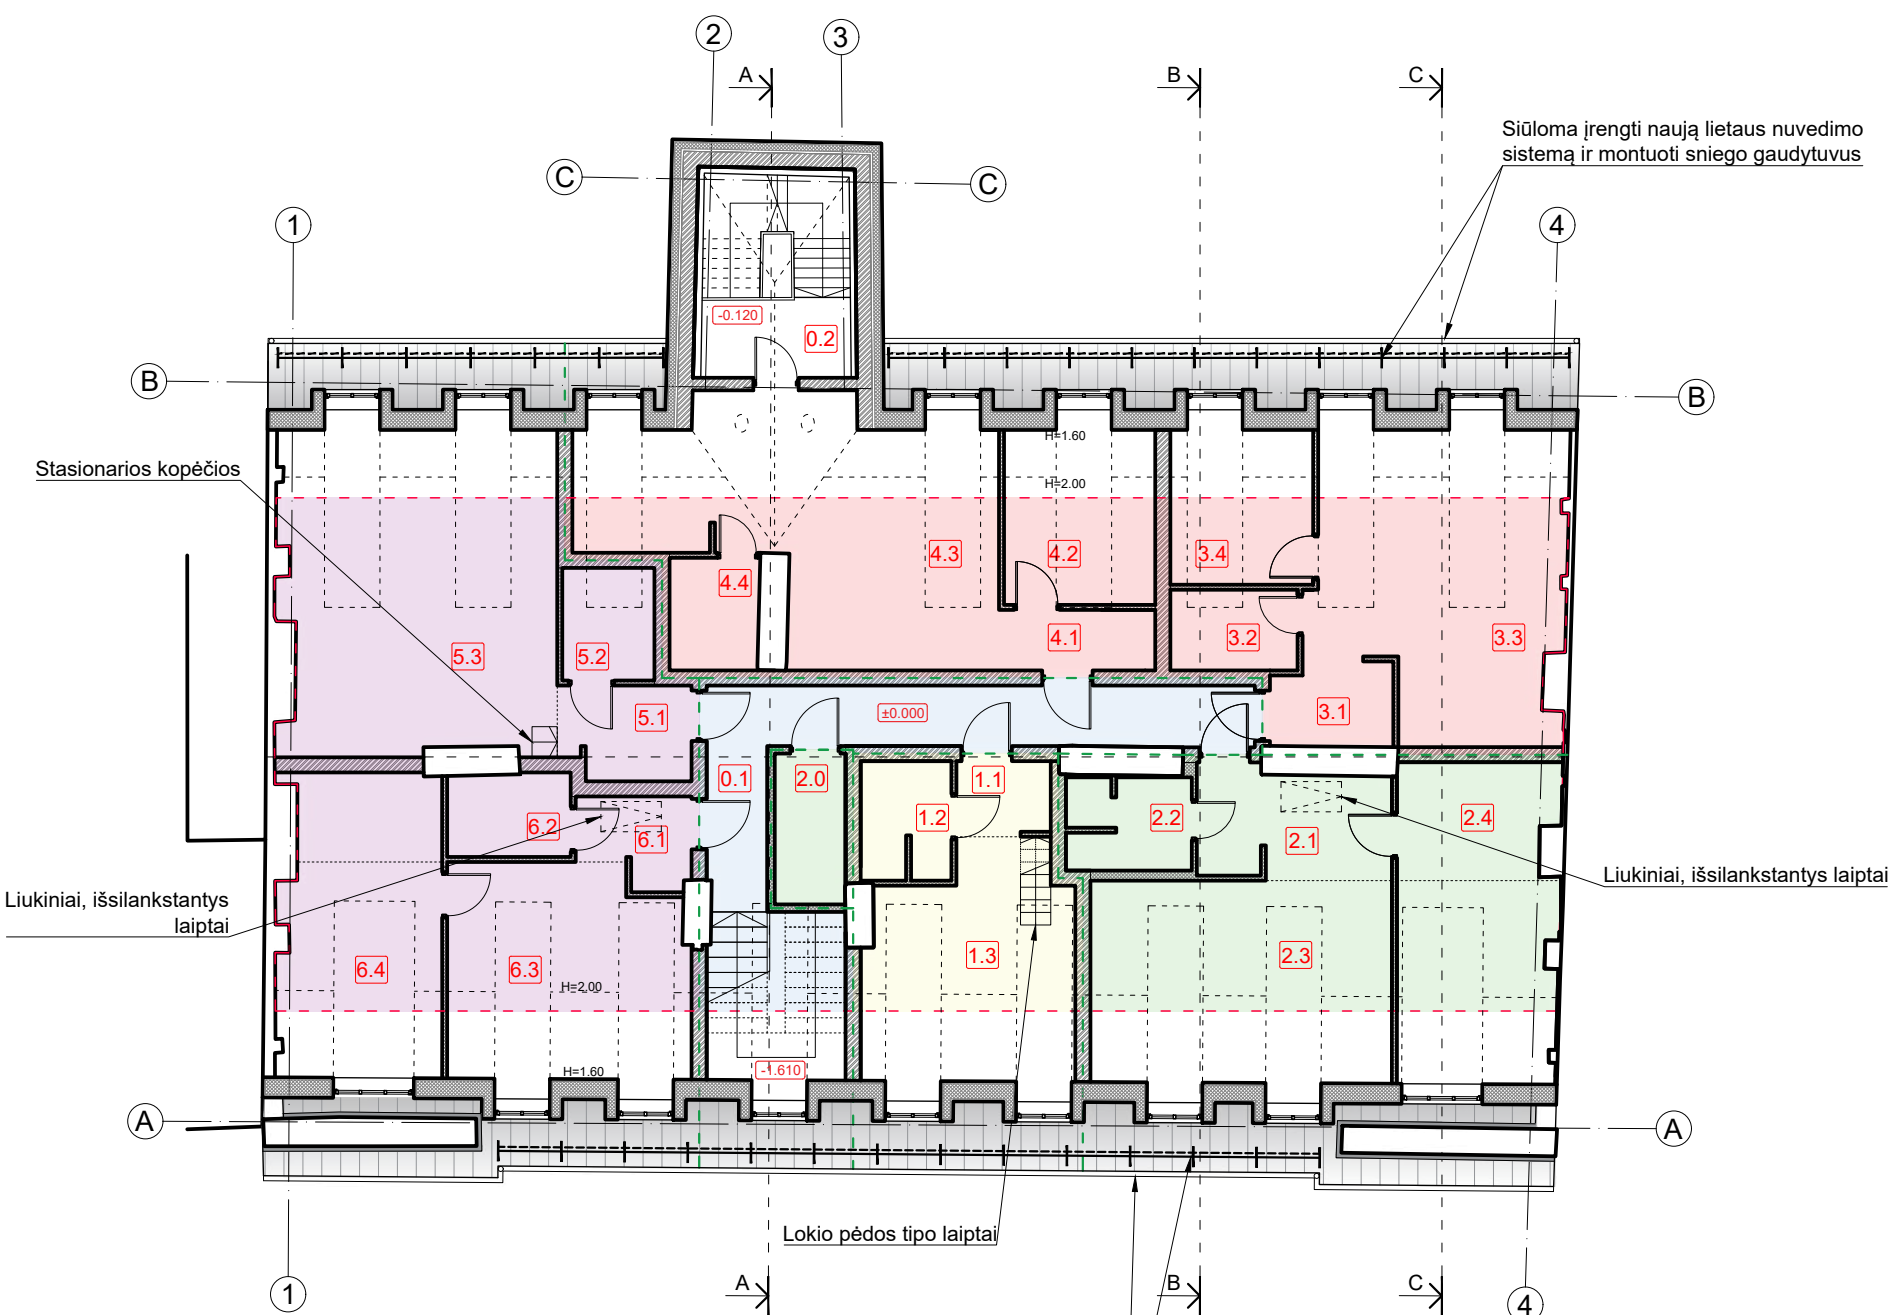 2
3
A
B
C
Siūloma įrengti naują lietaus nuvedimo
sistemą ir montuoti sniego gaudytuvus
C
C
1
4
-0.120
0.2
B
B
H=1.60
Stasionarios kopėčios
H=2.00
4.3
4.2
3.4
4.4
5.3
5.2
4.1
3.2
3.3
5.1
±0.000
3.1
0.1
2.0
1.1
1.2
6.2
6.1
2.2
2.1
2.4
Liukiniai, išsilankstantys laiptai
Liukiniai, išsilankstantys
laiptai
6.4
6.3
1.3
2.3
H=2.00
H=1.60
-1.610
A
A
Lokio pėdos tipo laiptai
A
B
C
1
4